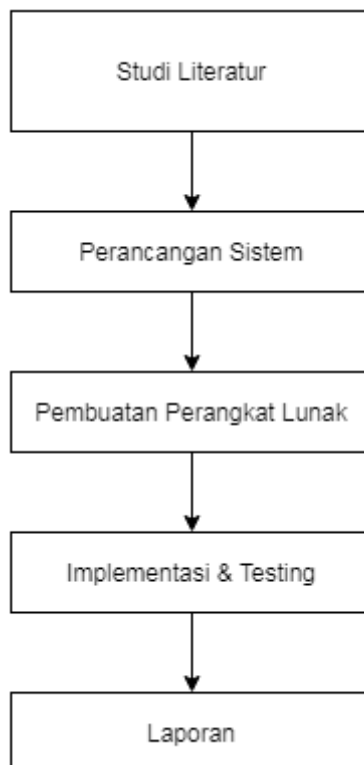 Studi Literatur
Perancangan Sistem
Pembuatan Perangkat Lunak
Implementasi & Testing
Laporan